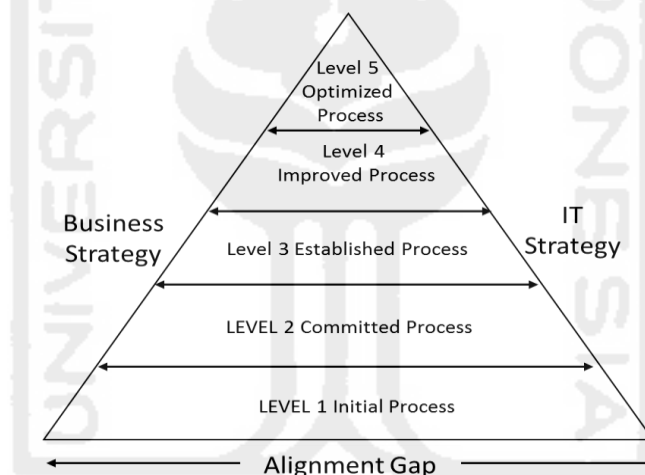 Level 5
Optimized
Process
Level 4
Improved Process
Business
Strategy
IT
Strategy
Level 3 Established Process
LEVEL 2 Committed Process
LEVEL 1 Initial Process
Alignment Gap